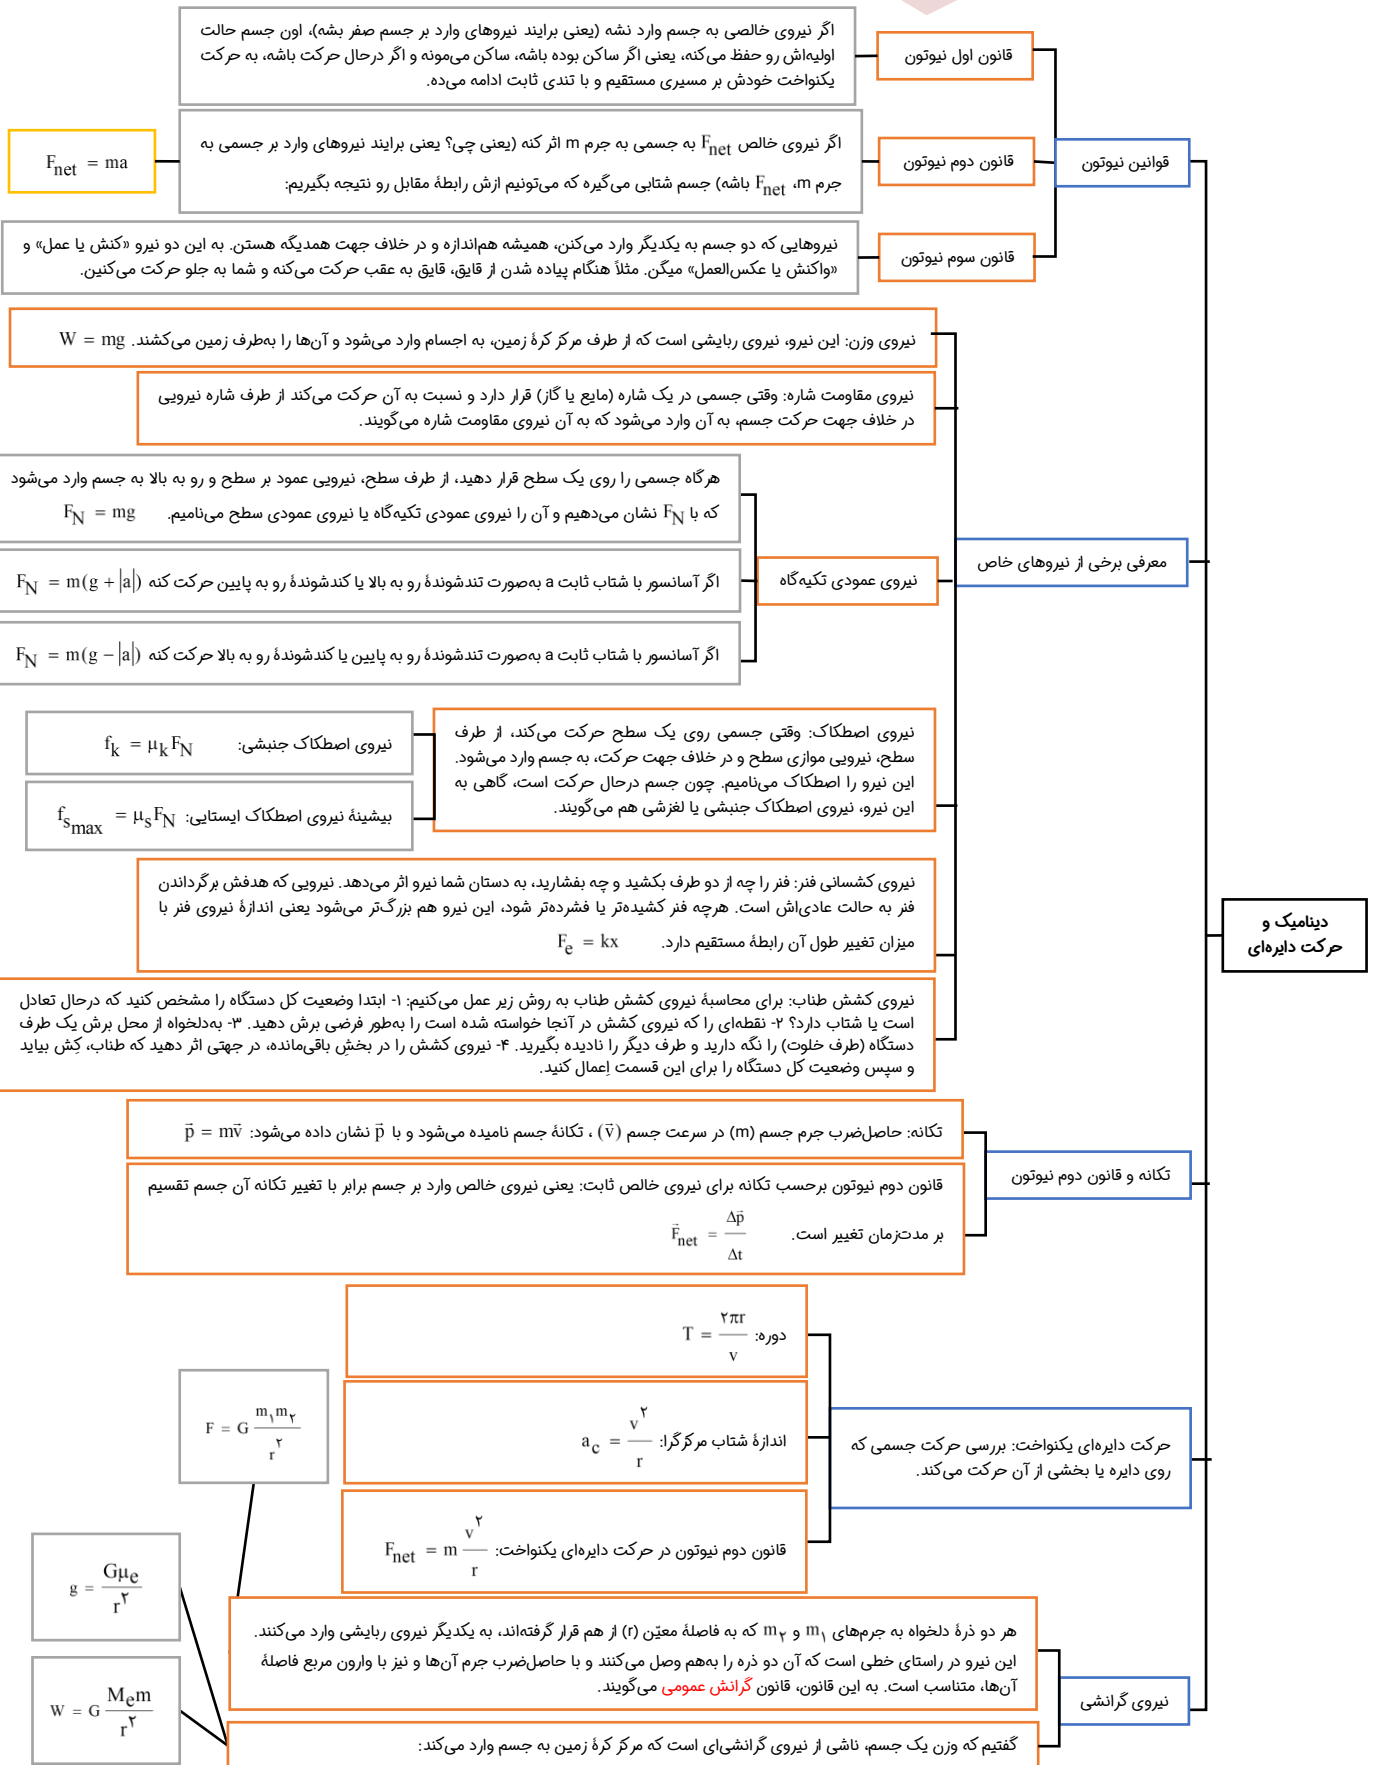 دینامیک و
حرکت دایره‌ای
قوانین نیوتون
قانون اول نیوتون
اگر نیروی خالصی به جسم وارد نشه (یعنی برایند نیروهای وارد بر جسم صفر بشه)، اون جسم حالت
اولیه‌اش رو حفظ می‌کنه، یعنی اگر ساکن بوده باشه، ساکن می‌مونه و اگر درحال حرکت باشه، به حرکت
یکنواخت خودش بر مسیری مستقیم و با تندی ثابت ادامه می‌ده.
قانون دوم نیوتون
اگر نیروی خالص F_net به جسمی به جرم m اثر کنه (یعنی چی؟ یعنی برایند نیروهای وارد بر جسمی به
جرم m، F_net باشه) جسم شتابی می‌گیره که می‌تونیم ازش رابطهٔ مقابل رو نتیجه بگیریم:
F_net = ma
قانون سوم نیوتون
نیروهایی که دو جسم به یکدیگر وارد می‌کنن، همیشه هم‌اندازه و در خلاف جهت همدیگه هستن. به این دو نیرو «کنش یا عمل» و
«واکنش یا عکس‌العمل» میگن. مثلاً هنگام پیاده شدن از قایق، قایق به عقب حرکت می‌کنه و شما به جلو حرکت می‌کنین.
معرفی برخی از نیروهای خاص
نیروی وزن: این نیرو، نیروی ربایشی است که از طرف مرکز کرهٔ زمین، به اجسام وارد می‌شود و آن‌ها را به‌طرف زمین می‌کشند. W = mg
نیروی مقاومت شاره: وقتی جسمی در یک شاره (مایع یا گاز) قرار دارد و نسبت به آن حرکت می‌کند از طرف شاره نیرویی
در خلاف جهت حرکت جسم، به آن وارد می‌شود که به آن نیروی مقاومت شاره می‌گویند.
نیروی عمودی تکیه‌گاه
هرگاه جسمی را روی یک سطح قرار دهید، از طرف سطح، نیرویی عمود بر سطح و رو به بالا به جسم وارد می‌شود
که با F_N نشان می‌دهیم و آن را نیروی عمودی تکیه‌گاه یا نیروی عمودی سطح می‌نامیم. F_N = mg
اگر آسانسور با شتاب ثابت a به‌صورت تندشوندهٔ رو به بالا یا کندشوندهٔ رو به پایین حرکت کنه F_N = m(g + |a|)
اگر آسانسور با شتاب ثابت a به‌صورت تندشوندهٔ رو به پایین یا کندشوندهٔ رو به بالا حرکت کنه F_N = m(g − |a|)
نیروی اصطکاک: وقتی جسمی روی یک سطح حرکت می‌کند، از طرف
سطح، نیرویی موازی سطح و در خلاف جهت حرکت، به جسم وارد می‌شود.
این نیرو را اصطکاک می‌نامیم. چون جسم درحال حرکت است، گاهی به
این نیرو، نیروی اصطکاک جنبشی یا لغزشی هم می‌گویند.
نیروی اصطکاک جنبشی: f_k = μ_k F_N
بیشینهٔ نیروی اصطکاک ایستایی: f_s max = μ_s F_N
نیروی کشسانی فنر: فنر را چه از دو طرف بکشید و چه بفشارید، به دستان شما نیرو اثر می‌دهد. نیرویی که هدفش برگرداندن
فنر به حالت عادی‌اش است. هرچه فنر کشیده‌تر یا فشرده‌تر شود، این نیرو هم بزرگ‌تر می‌شود یعنی اندازهٔ نیروی فنر با
میزان تغییر طول آن رابطهٔ مستقیم دارد. F_e = kx
نیروی کشش طناب: برای محاسبهٔ نیروی کشش طناب به روش زیر عمل می‌کنیم: ۱- ابتدا وضعیت کل دستگاه را مشخص کنید که درحال تعادل
است یا شتاب دارد؟ ۲- نقطه‌ای را که نیروی کشش در آنجا خواسته شده است را به‌طور فرضی برش دهید. ۳- به‌دلخواه از محل برش یک طرف
دستگاه (طرف خلوت) را نگه دارید و طرف دیگر را نادیده بگیرید. ۴- نیروی کشش را در بخشِ باقی‌مانده، در جهتی اثر دهید که طناب، کِش بیاید
و سپس وضعیت کل دستگاه را برای این قسمت اِعمال کنید.
تکانه و قانون دوم نیوتون
تکانه: حاصل‌ضرب جرم جسم (m) در سرعت جسم (v⃗) ، تکانهٔ جسم نامیده می‌شود و با p⃗ نشان داده می‌شود: p⃗ = mv⃗
قانون دوم نیوتون برحسب تکانه برای نیروی خالص ثابت: یعنی نیروی خالص وارد بر جسم برابر با تغییر تکانه آن جسم تقسیم
بر مدت‌زمان تغییر است. F⃗_net = Δp⃗ / Δt
حرکت دایره‌ای یکنواخت: بررسی حرکت جسمی که
روی دایره یا بخشی از آن حرکت می‌کند.
دوره: T = ۲πr / v
اندازهٔ شتاب مرکزگرا: a_c = v^۲ / r
قانون دوم نیوتون در حرکت دایره‌ای یکنواخت: F_net = m v^۲ / r
نیروی گرانشی
هر دو ذرهٔ دلخواه به جرم‌های m_۱ و m_۲ که به فاصلهٔ معیّن (r) از هم قرار گرفته‌اند، به یکدیگر نیروی ربایشی وارد می‌کنند.
این نیرو در راستای خطی است که آن دو ذره را به‌هم وصل می‌کنند و با حاصل‌ضرب جرم آن‌ها و نیز با وارون مربع فاصلهٔ
آن‌ها، متناسب است. به این قانون، قانون گرانش عمومی می‌گویند.
F = G m_۱m_۲ / r^۲
گفتیم که وزن یک جسم، ناشی از نیروی گرانشی‌ای است که مرکز کرهٔ زمین به جسم وارد می‌کند:
g = Gμ_e / r^۲
W = G M_e m / r^۲